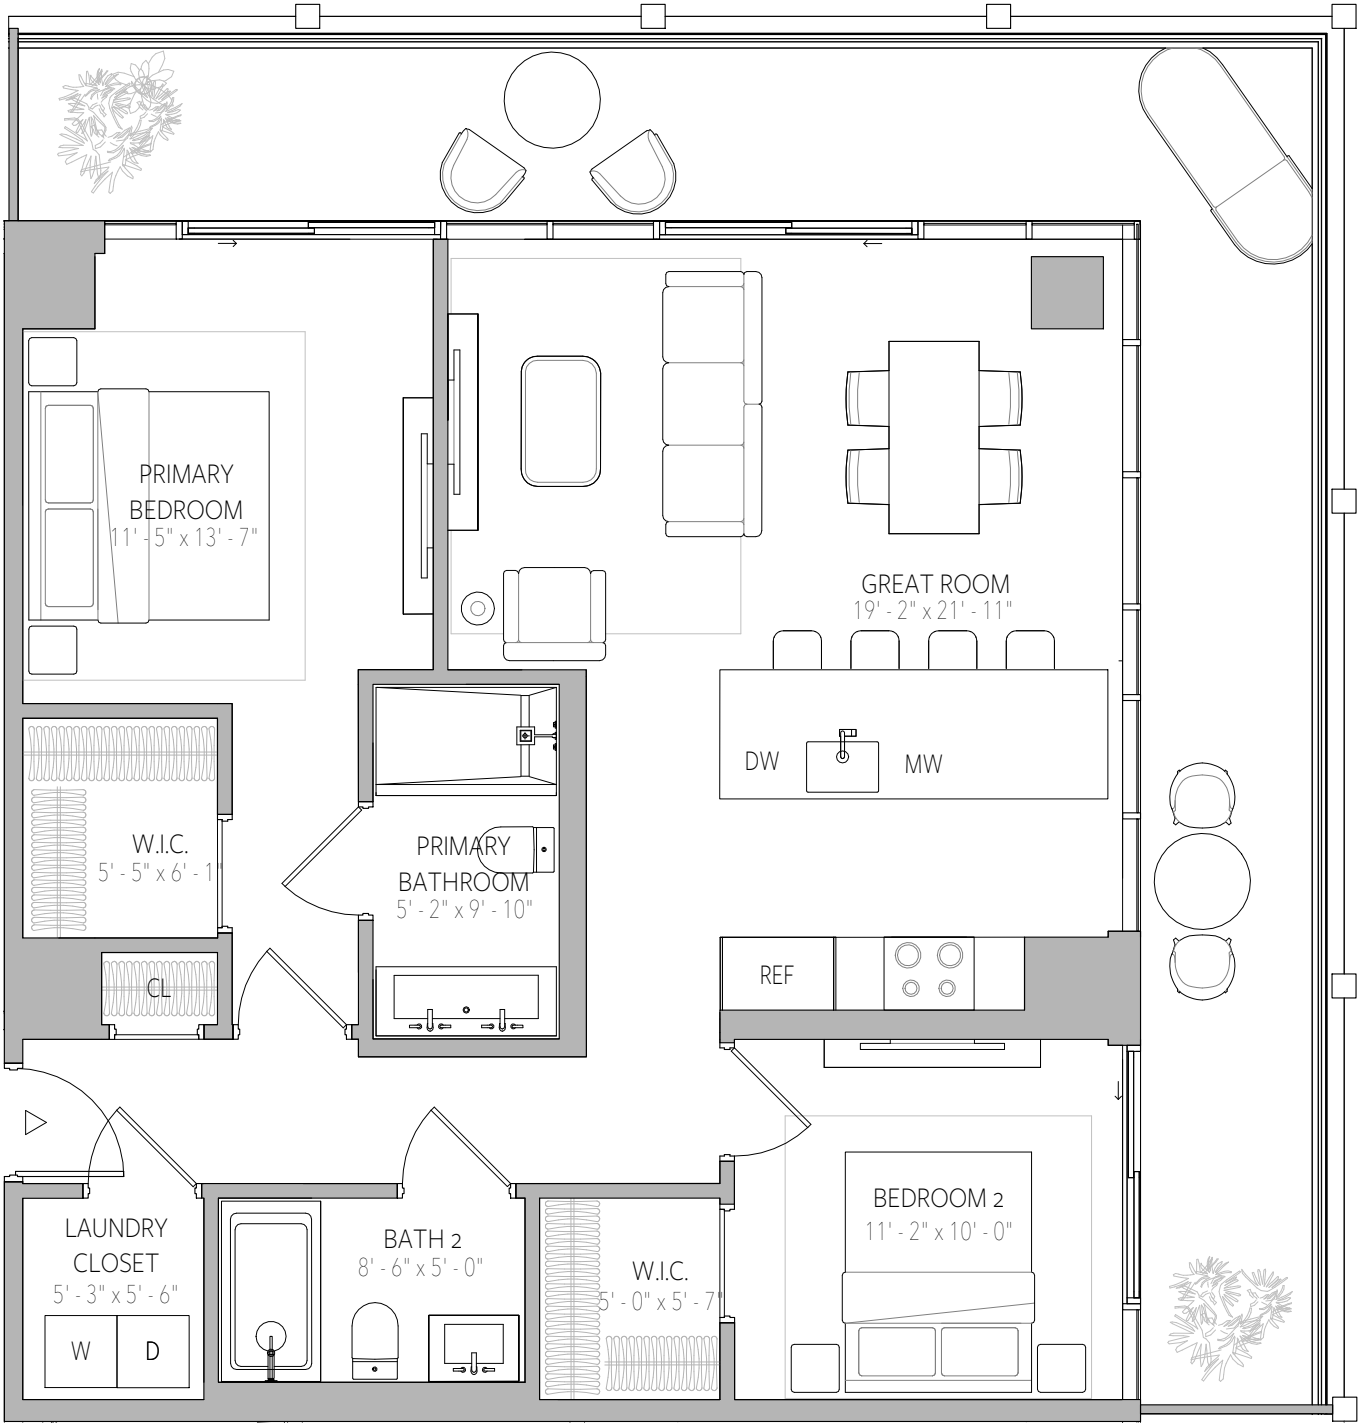 PRIMARY
BEDROOM
11' - 5" x 13' - 7"
GREAT ROOM
19' - 2" x 21' - 11"
DW
MW
W.I.C.
5' - 5" x 6' - 1"
PRIMARY
BATHROOM
5' - 2" x 9' - 10"
CL
REF
LAUNDRY
CLOSET
5' - 3" x 5' - 6"
W
D
BATH 2
8' - 6" x 5' - 0"
W.I.C.
5' - 0" x 5' - 7"
BEDROOM 2
11' - 2" x 10' - 0"